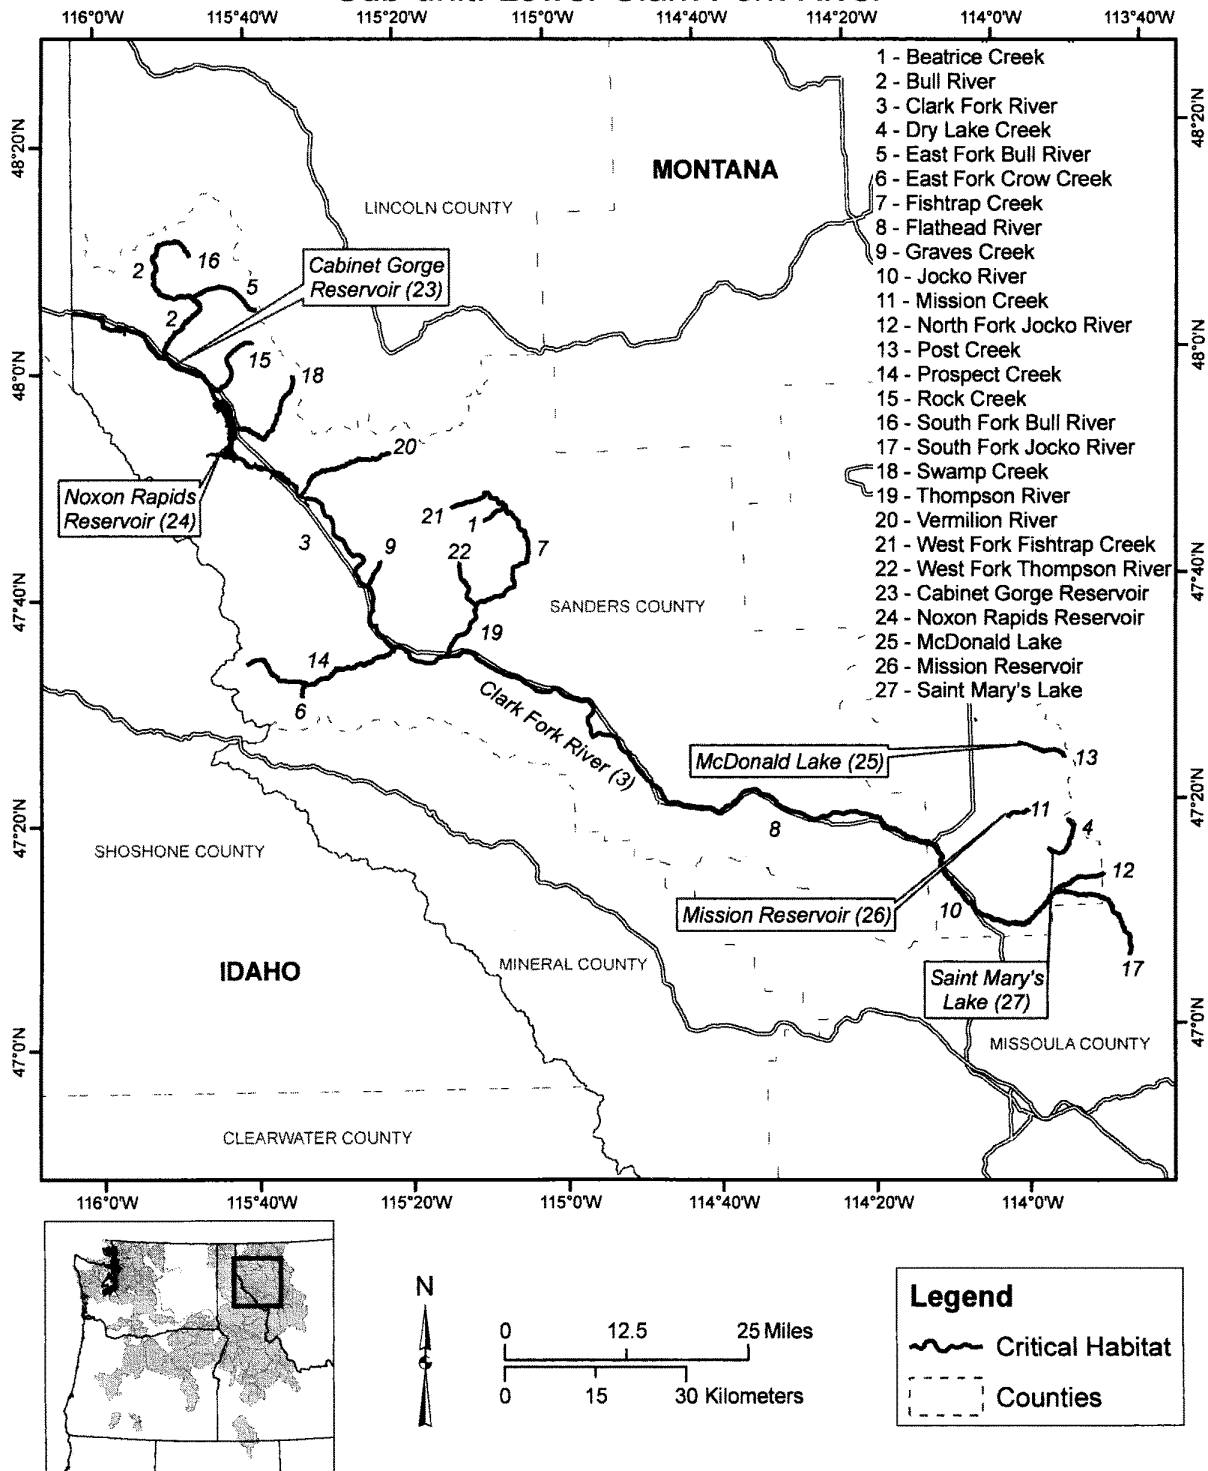 Sub-unit: Lower Clark Fork River
116°0'W 115°40'W 115°20'W 115°0'W 114°40'W 114°20'W 114°0'W 113°40'W
1 - Beatrice Creek
2 - Bull River
3 - Clark Fork River
4 - Dry Lake Creek
5 - East Fork Bull River
6 - East Fork Crow Creek
7 - Fishtrap Creek
8 - Flathead River
9 - Graves Creek
10 - Jocko River
11 - Mission Creek
12 - North Fork Jocko River
13 - Post Creek
14 - Prospect Creek
15 - Rock Creek
16 - South Fork Bull River
17 - South Fork Jocko River
18 - Swamp Creek
19 - Thompson River
20 - Vermilion River
21 - West Fork Fishtrap Creek
22 - West Fork Thompson River
23 - Cabinet Gorge Reservoir
24 - Noxon Rapids Reservoir
25 - McDonald Lake
26 - Mission Reservoir
27 - Saint Mary's Lake
48°20'N
48°20'N
MONTANA
LINCOLN COUNTY
2
16
5
Cabinet Gorge
Reservoir (23)
2
15
18
48°0'N
48°0'N
20
Noxon Rapids
Reservoir (24)
3
9
21
1
22
7
47°40'N
47°40'N
SANDERS COUNTY
19
14
6
Clark Fork River (3)
McDonald Lake (25)
13
47°20'N
47°20'N
8
11
4
12
SHOSHONE COUNTY
Mission Reservoir (26)
10
17
IDAHO
MINERAL COUNTY
Saint Mary's
Lake (27)
47°0'N
47°0'N
MISSOULA COUNTY
CLEARWATER COUNTY
116°0'W 115°40'W 115°20'W 115°0'W 114°40'W 114°20'W 114°0'W
N
0 12.5 25 Miles
0 15 30 Kilometers
Legend
Critical Habitat
Counties